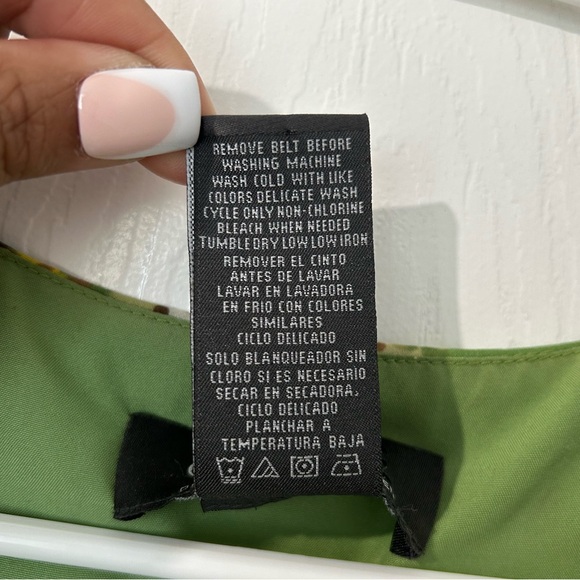 REMOVE BELT BEFORE
WASHING MACHINE
WASH COLD WITH LIKE
COLORS DELICATE WASH
CYCLE ONLY NON-CHLORINE
BLEACH WHEN NEEDED
TUMBLE DRY LOW LOW IRON
REMOVER EL CINTO
ANTES DE LAVAR
LAVAR EN LAVADORA
EN FRIO CON COLORES
SIMILARES
CICLO DELICADO
SOLO BLANQUEADOR SIN
CLORO SI ES NECESARIO
SECAR EN SECADORA,
CICLO DELICADO
PLANCHAR A
TEMPERATURA BAJA